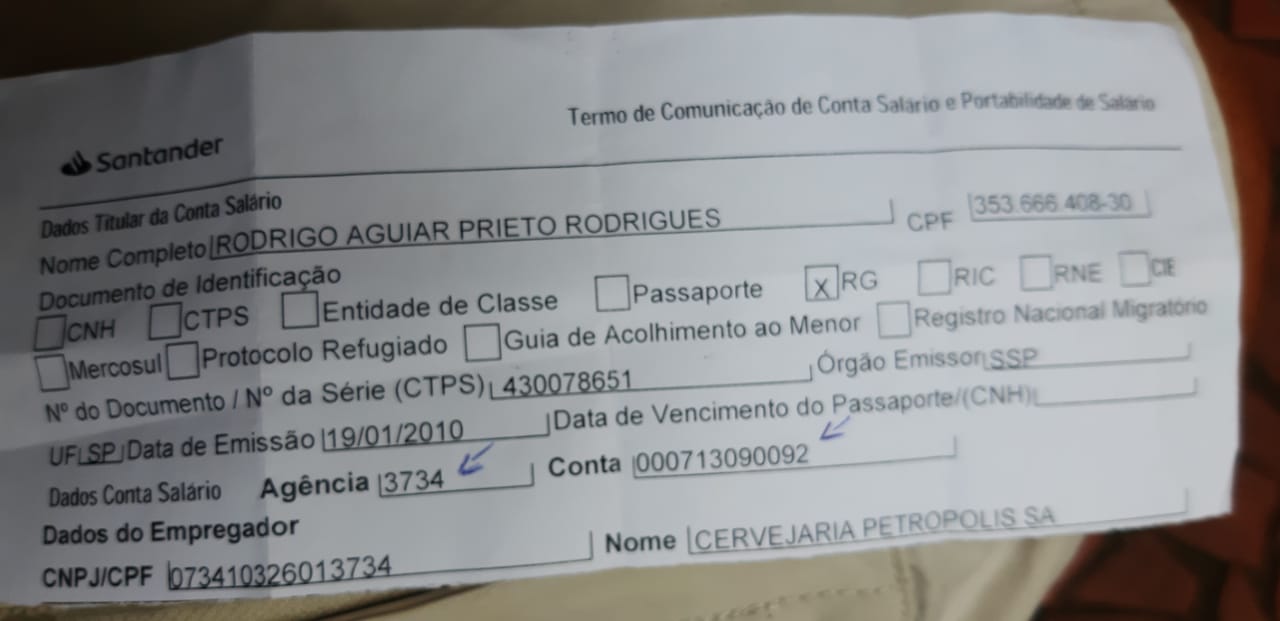 Termo de Comunicação de Conta Salário e Portabilidade de Salário
Santander
Dados Titular da Conta Salário
Nome Completo RODRIGO AGUIAR PRIETO RODRIGUES CPF 353.666.408-30
Documento de Identificação
CNH CTPS Entidade de Classe Passaporte x RG RIC RNE CIE
Mercosul Protocolo Refugiado Guia de Acolhimento ao Menor Registro Nacional Migratório
Nº do Documento / Nº da Série (CTPS) 430078651 Órgão Emissor SSP
UF SP Data de Emissão 19/01/2010 Data de Vencimento do Passaporte/(CNH)
Dados Conta Salário Agência 3734 Conta 000713090092
Dados do Empregador
CNPJ/CPF 073410326013734 Nome CERVEJARIA PETROPOLIS SA